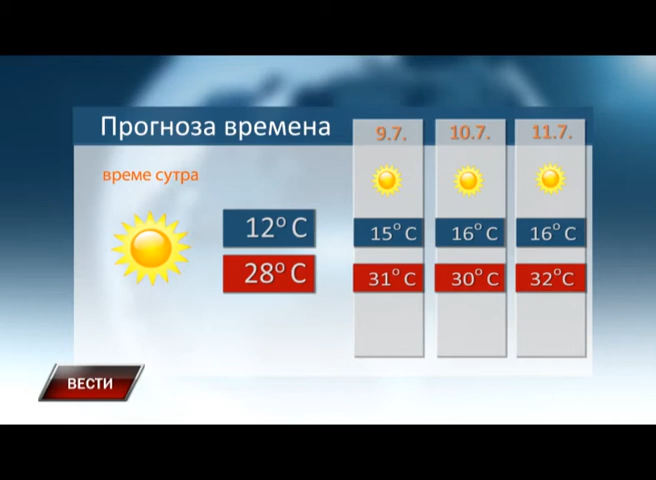 Прогноза времена
време сутра
12° C
28° C
9.7. 10.7. 11.7.
15° C 16° C 16° C
31° C 30° C 32° C
ВЕСТИ